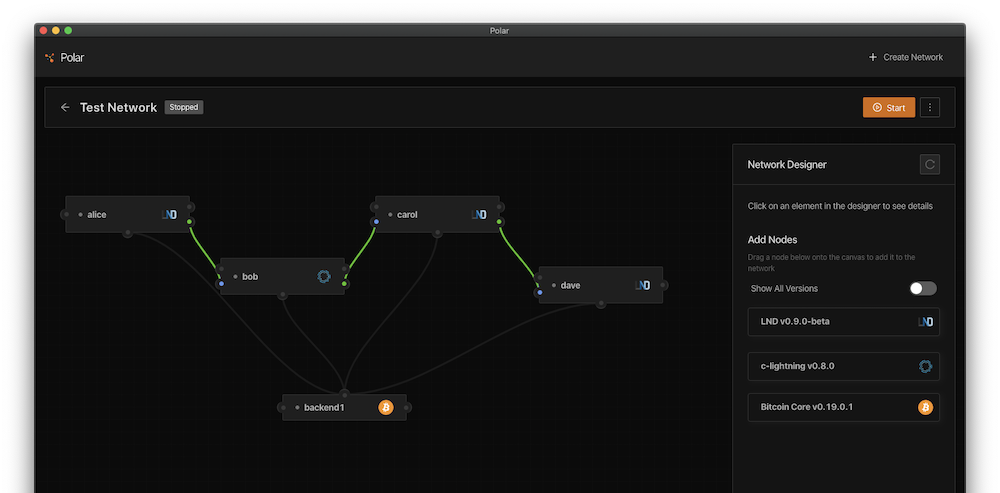 Polar
Polar
Create Network
Test Network
Stopped
Start
Network Designer
Click on an element in the designer to see details
Add Nodes
Drag a node below onto the canvas to add it to the
network
Show All Versions
LND v0.9.0-beta
LND
c-lightning v0.8.0
Bitcoin Core v0.19.0.1
alice
LND
carol
LND
bob
dave
LND
backend1